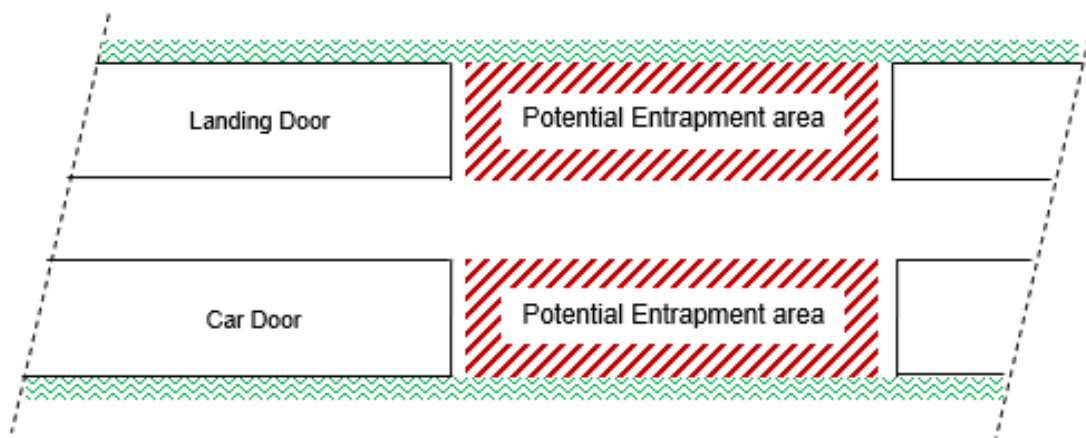 Landing Door
Potential Entrapment area
Car Door
Potential Entrapment area